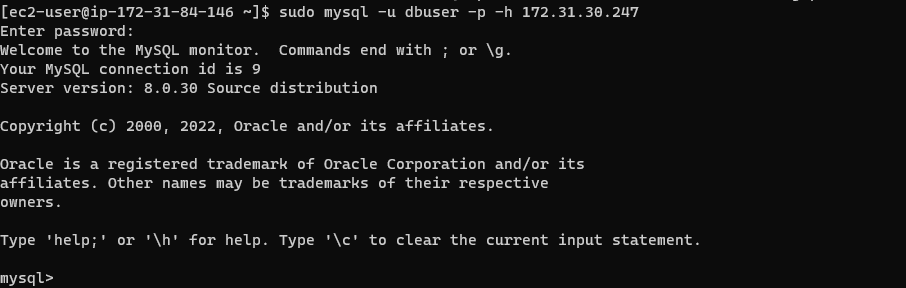 [ec2-user@ip-172-31-84-146 ~]$ sudo mysql -u dbuser -p -h 172.31.30.247
Enter password:
Welcome to the MySQL monitor.  Commands end with ; or \g.
Your MySQL connection id is 9
Server version: 8.0.30 Source distribution

Copyright (c) 2000, 2022, Oracle and/or its affiliates.

Oracle is a registered trademark of Oracle Corporation and/or its
affiliates. Other names may be trademarks of their respective
owners.

Type 'help;' or '\h' for help. Type '\c' to clear the current input statement.

mysql>